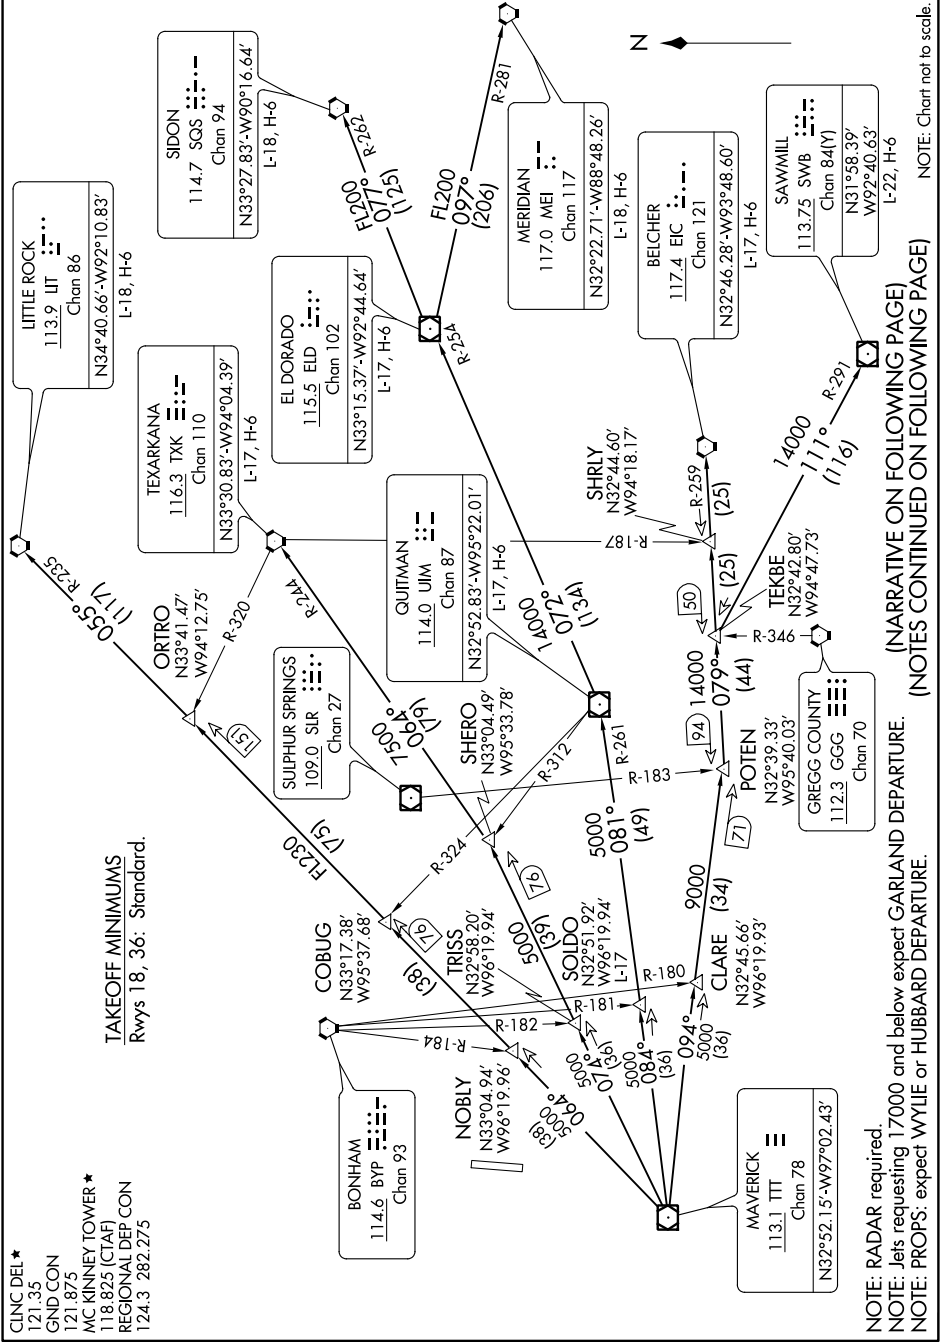 CLNC DEL★
121.35
GND CON
121.875
MC KINNEY TOWER★
118.825 (CTAF)
REGIONAL DEP CON
124.3 282.275
TAKEOFF MINIMUMS
Rwys 18, 36: Standard.
LITTLE ROCK
113.9 LIT
Chan 86
N34°40.66'-W92°10.83'
L-18, H-6
SIDON
114.7 SQS
Chan 94
N33°27.83'-W90°16.64'
L-18, H-6
TEXARKANA
116.3 TXK
Chan 110
N33°30.83'-W94°04.39'
L-17, H-6
EL DORADO
115.5 ELD
Chan 102
N33°15.37'-W92°44.64'
L-17, H-6
MERIDIAN
117.0 MEI
Chan 117
N32°22.71'-W88°48.26'
L-18, H-6
BELCHER
117.4 EIC
Chan 121
N32°46.28'-W93°48.60'
L-17, H-6
SAWMILL
113.75 SWB
Chan 84(Y)
N31°58.39'
W92°40.63'
L-22, H-6
QUITMAN
114.0 UIM
Chan 87
N32°52.83'-W95°22.01'
L-17, H-6
SULPHUR SPRINGS
109.0 SLR
Chan 27
GREGG COUNTY
112.3 GGG
Chan 70
BONHAM
114.6 BYP
Chan 93
MAVERICK
113.1 TTT
Chan 78
N32°52.15'-W97°02.43'
ORTRO
N33°41.47'
W94°12.75'
COBUG
N33°17.38'
W95°37.68'
NOBLY
N33°04.94'
W96°19.96'
TRISS
N32°58.20'
W96°19.94'
SHERO
N33°04.49'
W95°33.78'
SOLDO
N32°51.92'
W96°19.94'
L-17
CLARE
N32°45.66'
W96°19.93'
POTEN
N32°39.33'
W95°40.03'
TEKBE
N32°42.80'
W94°47.73'
SHRLY
N32°44.60'
W94°18.17'
5000
064°
(38)
(38)
76
FL230
(75)
151
055°
R-235
(117)
5000
074°
(36)
5000
(39)
76
7500
064°
(79)
R-244
5000
084°
(36)
5000
081°
(49)
R-261
14000
072°
(134)
R-254
FL200
077°
(125)
R-262
FL200
097°
(206)
R-281
094°
5000
(36)
9000
(34)
71
14000
079°
(44)
94
50
(25)
R-259
(25)
14000
111°
(116)
R-291
R-184
R-182
R-181
R-180
R-324
R-312
R-183
R-320
R-187
R-346
N
NOTE: RADAR required.
NOTE: Jets requesting 17000 and below expect GARLAND DEPARTURE.
NOTE: PROPS: expect WYLIE or HUBBARD DEPARTURE.
(NARRATIVE ON FOLLOWING PAGE)
(NOTES CONTINUED ON FOLLOWING PAGE)
NOTE: Chart not to scale.